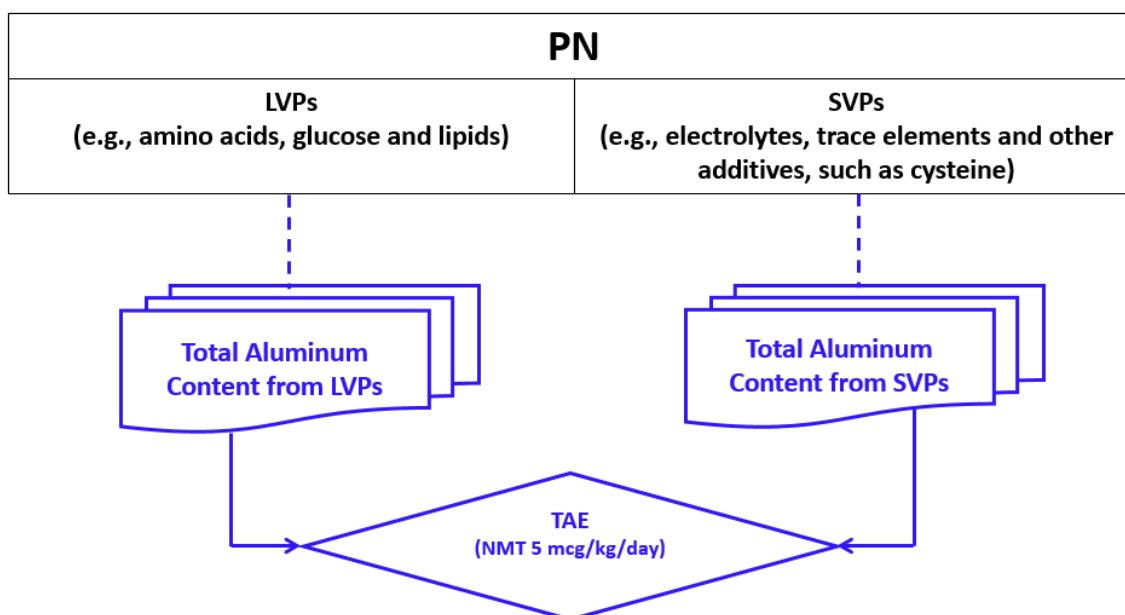 PN
LVPs
(e.g., amino acids, glucose and lipids)
SVPs
(e.g., electrolytes, trace elements and other
additives, such as cysteine)
Total Aluminum
Content from LVPs
Total Aluminum
Content from SVPs
TAE
(NMT 5 mcg/kg/day)